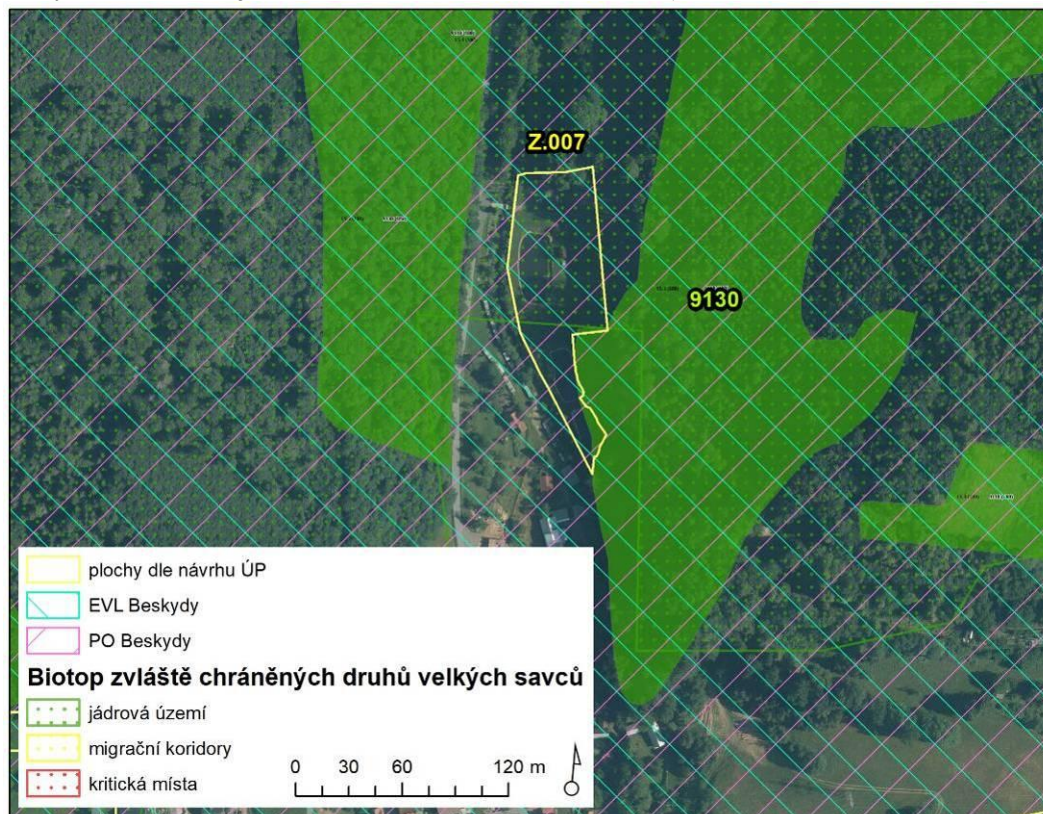 Z.007
9130
plochy dle návrhu ÚP
EVL Beskydy
PO Beskydy
Biotop zvláště chráněných druhů velkých savců
jádrová území
migrační koridory
kritická místa
0 30 60 120 m